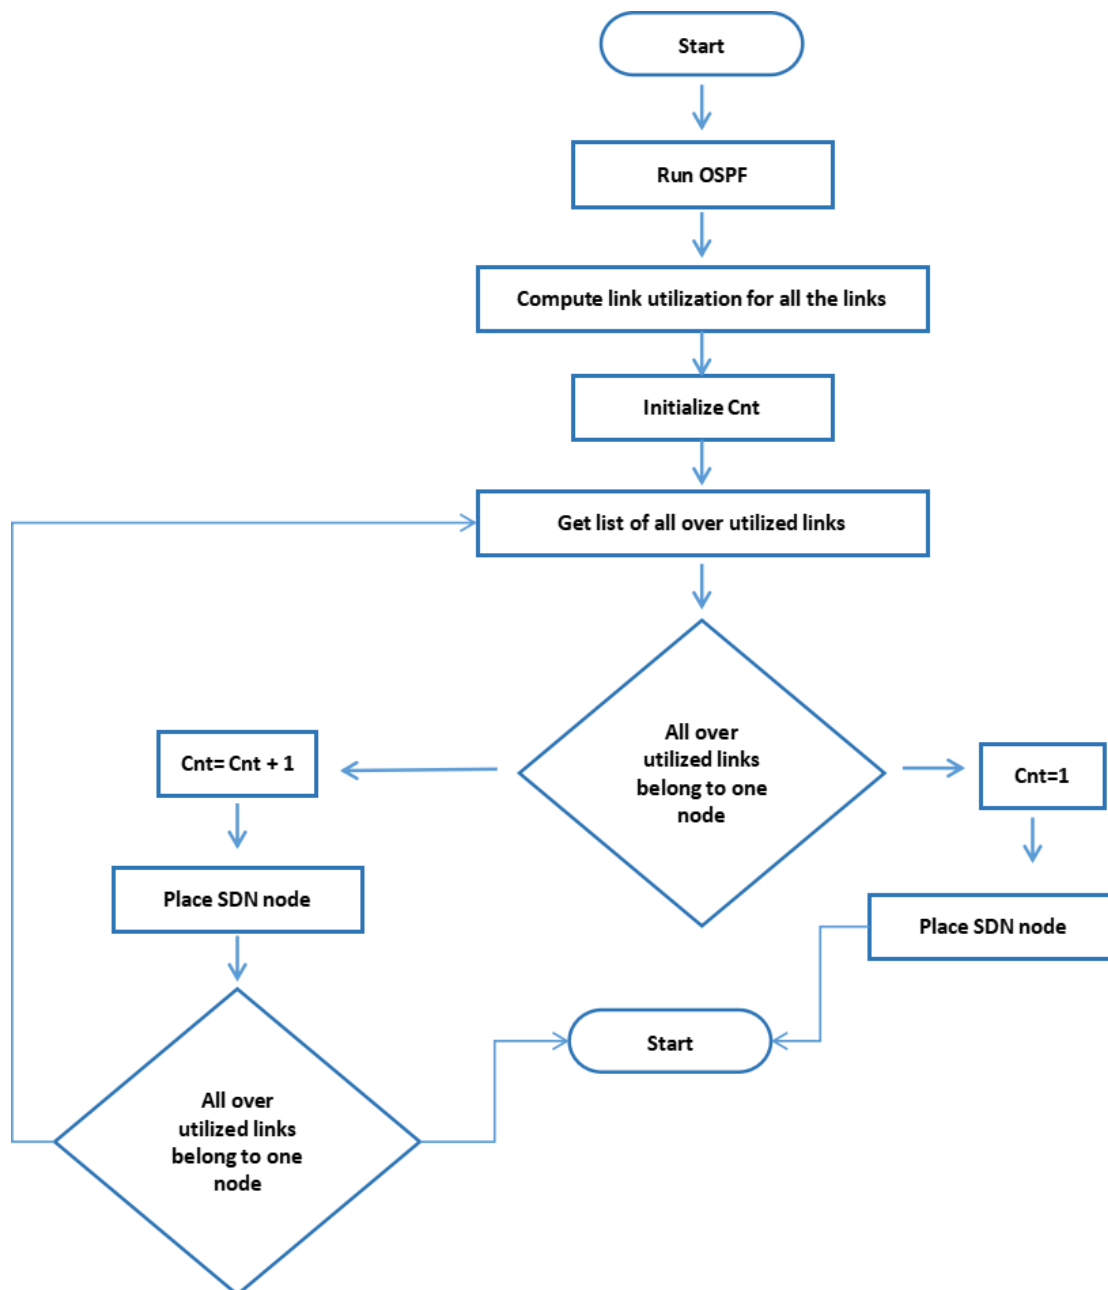 Start
Run OSPF
Compute link utilization for all the links
Initialize Cnt
Get list of all over utilized links
All over
utilized links
belong to one
node
Cnt= Cnt + 1
Cnt=1
Place SDN node
Place SDN node
Start
All over
utilized links
belong to one
node